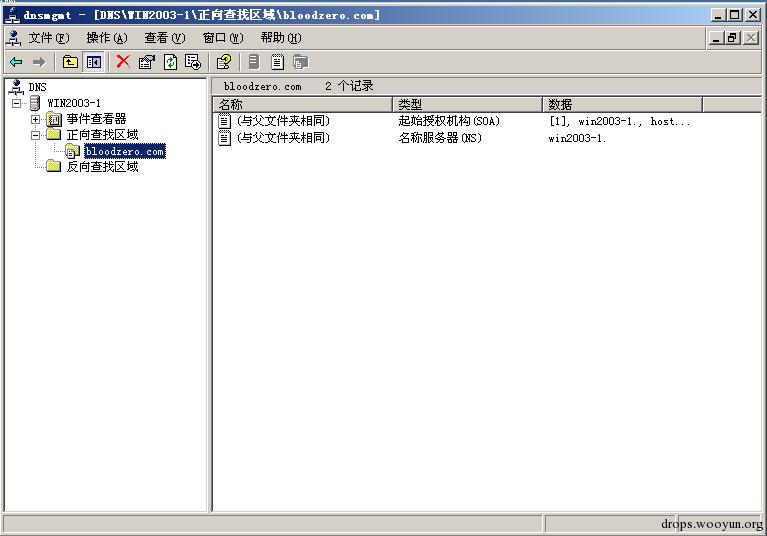 dnsmgmt - [DNS\WIN2003-1\正向查找区域\bloodzero.com]
文件(F) 操作(A) 查看(V) 窗口(W) 帮助(H)
DNS
WIN2003-1
事件查看器
正向查找区域
bloodzero.com
反向查找区域
bloodzero.com 2 个记录
名称 类型 数据
(与父文件夹相同) 起始授权机构(SOA) [1], win2003-1., host...
(与父文件夹相同) 名称服务器(NS) win2003-1.
drops.wooyun.org